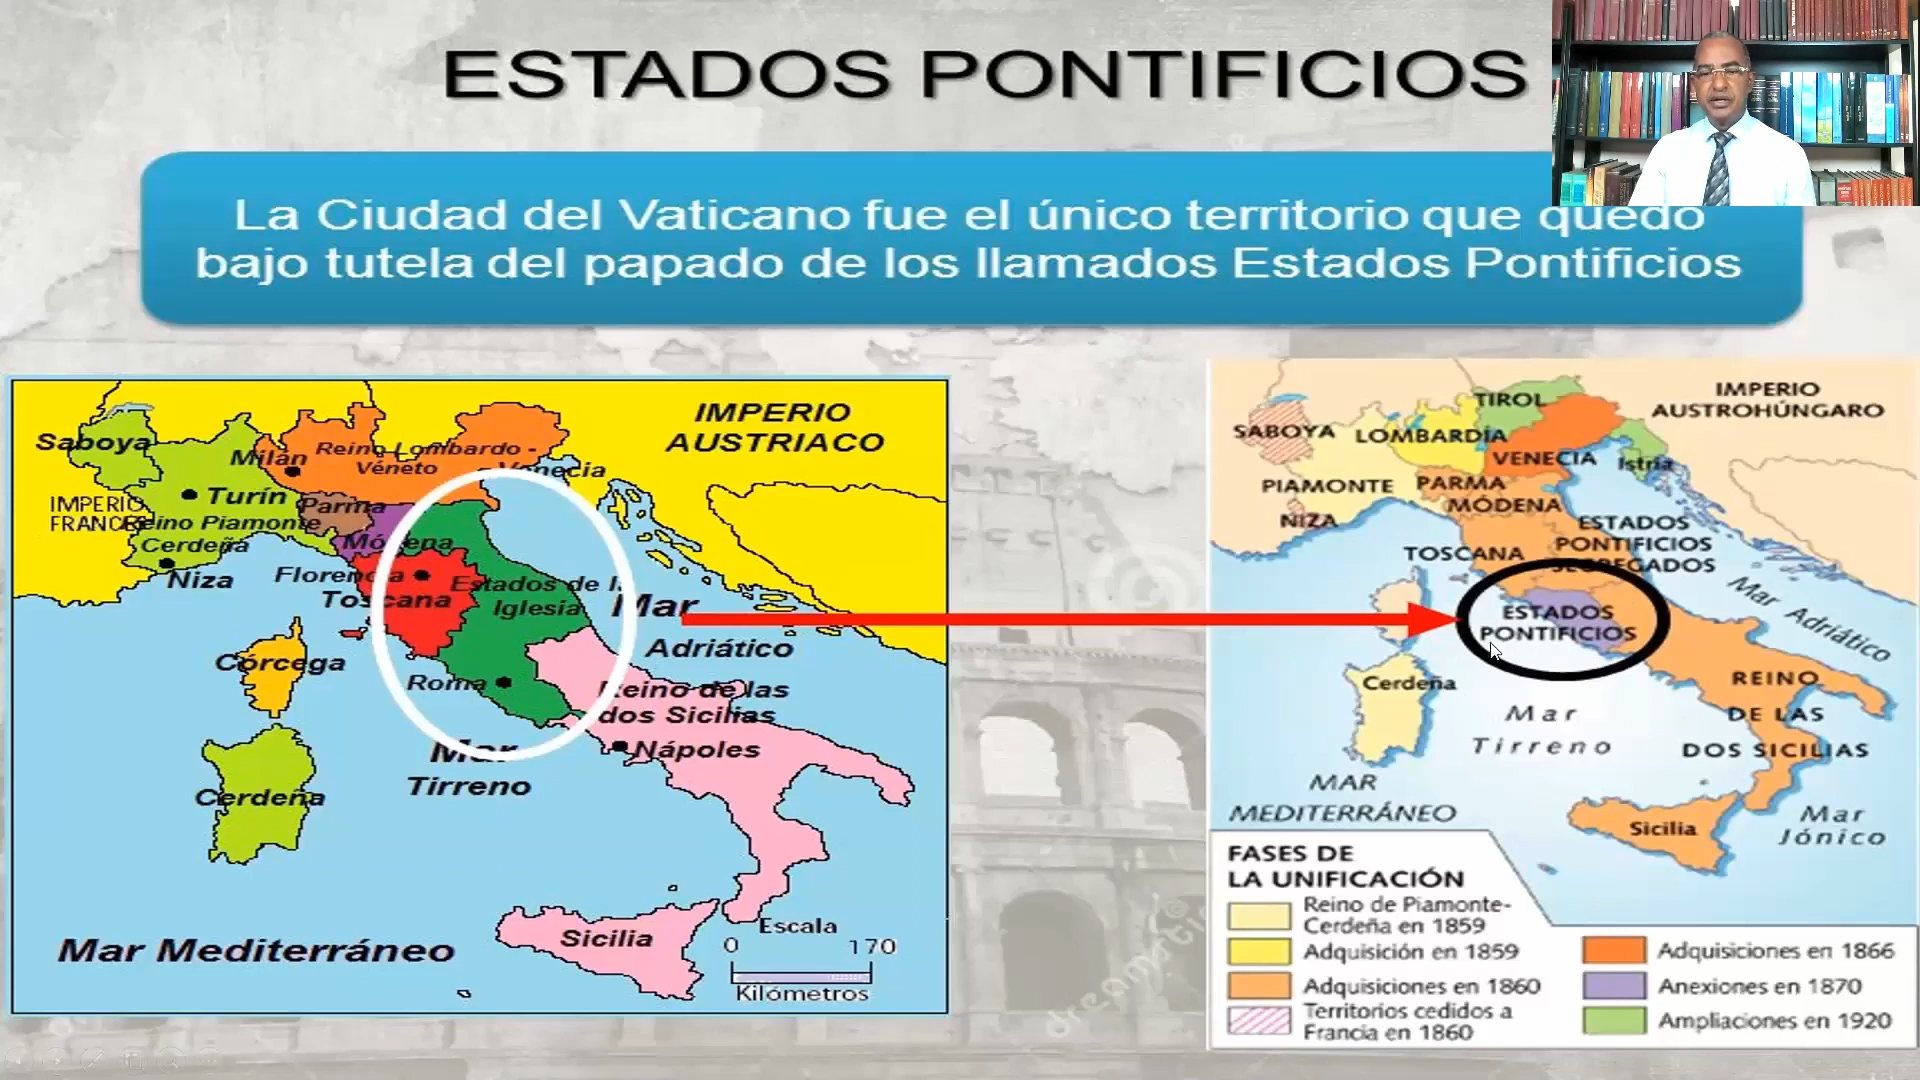 ESTADOS PONTIFICIOS
La Ciudad del Vaticano fue el único territorio que quedo
bajo tutela del papado de los llamados Estados Pontificios
IMPERIO
AUSTRIACO
Saboya
Milán
Reino Lombardo -
Véneto
Venecia
Turín
Parma
IMPERIO
Reino Piamonte
Cerdeña
Módena
Niza
Florencia
Toscana
Estados de la
Iglesia
Mar
Adriático
Córcega
Roma
Reino de las
dos Sicilias
Nápoles
Mar
Tirreno
Cerdeña
Sicilia
Escala
0 170
Kilómetros
Mar Mediterráneo
IMPERIO
AUSTROHÚNGARO
TIROL
SABOYA
LOMBARDÍA
VENECIA
Istria
PIAMONTE
PARMA
MÓDENA
NIZA
ESTADOS
PONTIFICIOS
SEGREGADOS
TOSCANA
Mar Adriático
ESTADOS
PONTIFICIOS
Cerdeña
REINO
DE LAS
DOS SICILIAS
Mar
Tirreno
MAR
MEDITERRÁNEO
Sicilia
Mar
Jónico
FASES DE
LA UNIFICACIÓN
Reino de Piamonte-
Cerdeña en 1859
Adquisición en 1859
Adquisiciones en 1860
Territorios cedidos a
Francia en 1860
Adquisiciones en 1866
Anexiones en 1870
Ampliaciones en 1920